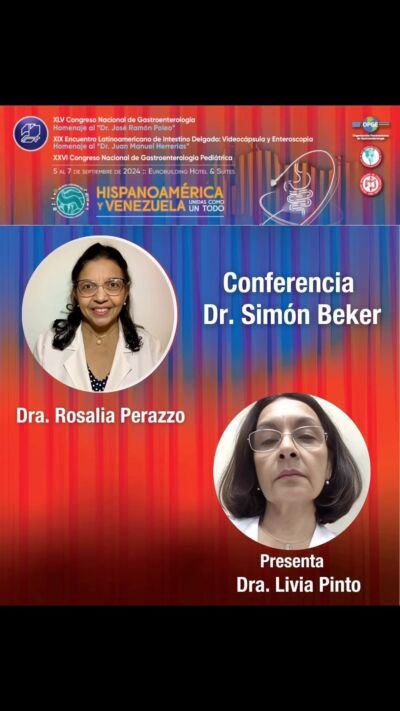 XLV Congreso Nacional de Gastroenterología
Homenaje al "Dr. José Ramón Poleo"
XIX Encuentro Latinoamericano de Intestino Delgado: Videocápsula y Enteroscopia
Homenaje al "Dr. Juan Manuel Herrerías"
XXVI Congreso Nacional de Gastroenterología Pediátrica
5 al 7 de septiembre de 2024 :: Eurobuilding Hotel & Suites
HISPANOAMÉRICA
Y VENEZUELA UNIDAS COMO UN TODO
OPGE
Conferencia
Dr. Simón Beker
Dra. Rosalia Perazzo
Presenta
Dra. Livia Pinto